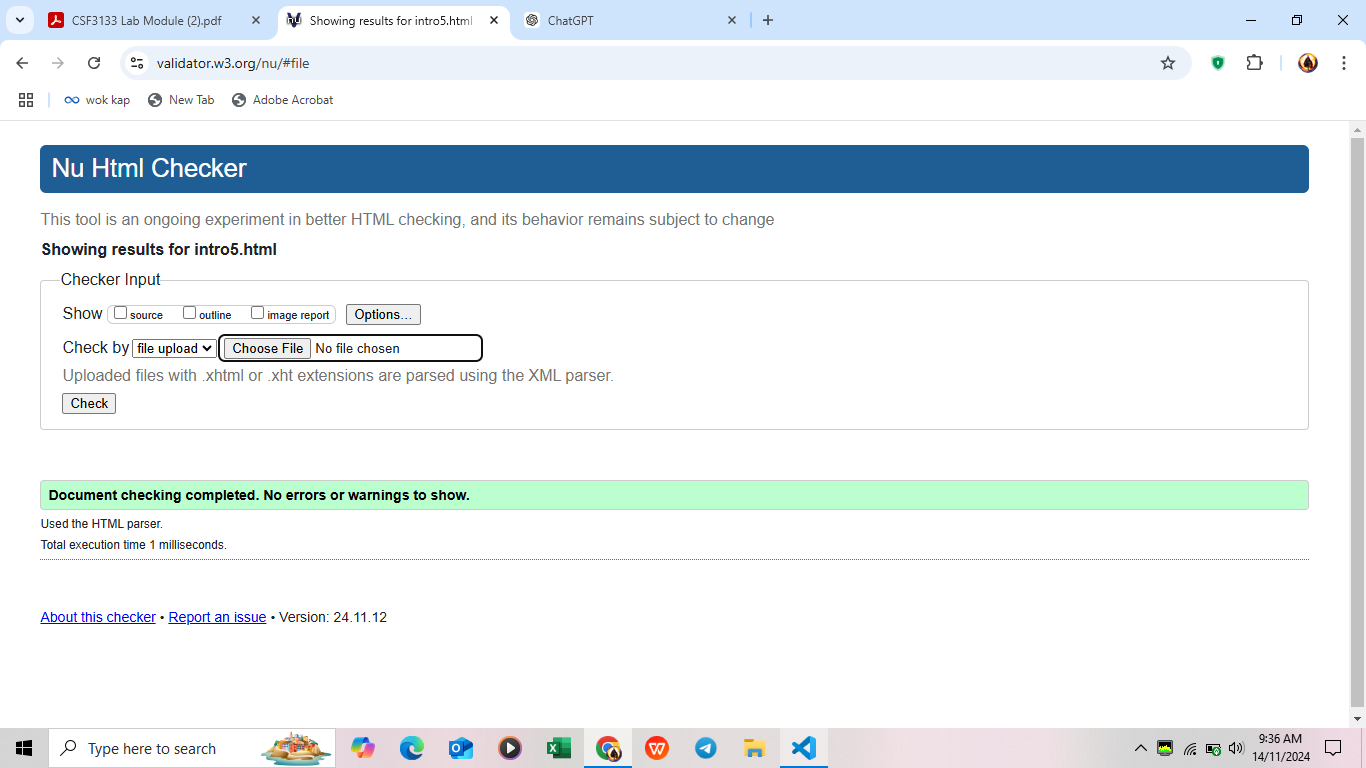 CSF3133 Lab Module (2).pdf
Showing results for intro5.html
ChatGPT
validator.w3.org/nu/#file
wok kap
New Tab
Adobe Acrobat
Nu Html Checker
This tool is an ongoing experiment in better HTML checking, and its behavior remains subject to change
Showing results for intro5.html
Checker Input
Show source outline image report Options...
Check by file upload Choose File No file chosen
Uploaded files with .xhtml or .xht extensions are parsed using the XML parser.
Check
Document checking completed. No errors or warnings to show.
Used the HTML parser.
Total execution time 1 milliseconds.
About this checker • Report an issue • Version: 24.11.12
Type here to search
9:36 AM
14/11/2024